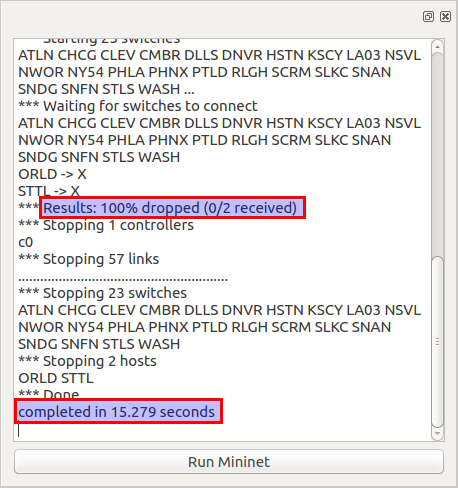 *** Starting 23 switches
ATLN CHCG CLEV CMBR DLLS DNVR HSTN KSCY LA03 NSVL
NWOR NY54 PHLA PHNX PTLD RLGH SCRM SLKC SNAN
SNDG SNFN STLS WASH ...
*** Waiting for switches to connect
ATLN CHCG CLEV CMBR DLLS DNVR HSTN KSCY LA03 NSVL
NWOR NY54 PHLA PHNX PTLD RLGH SCRM SLKC SNAN
SNDG SNFN STLS WASH
ORLD -> X
STTL -> X
*** Results: 100% dropped (0/2 received)
*** Stopping 1 controllers
c0
*** Stopping 57 links
.........................................................
*** Stopping 23 switches
ATLN CHCG CLEV CMBR DLLS DNVR HSTN KSCY LA03 NSVL
NWOR NY54 PHLA PHNX PTLD RLGH SCRM SLKC SNAN
SNDG SNFN STLS WASH
*** Stopping 2 hosts
ORLD STTL
*** Done
completed in 15.279 seconds
Run Mininet